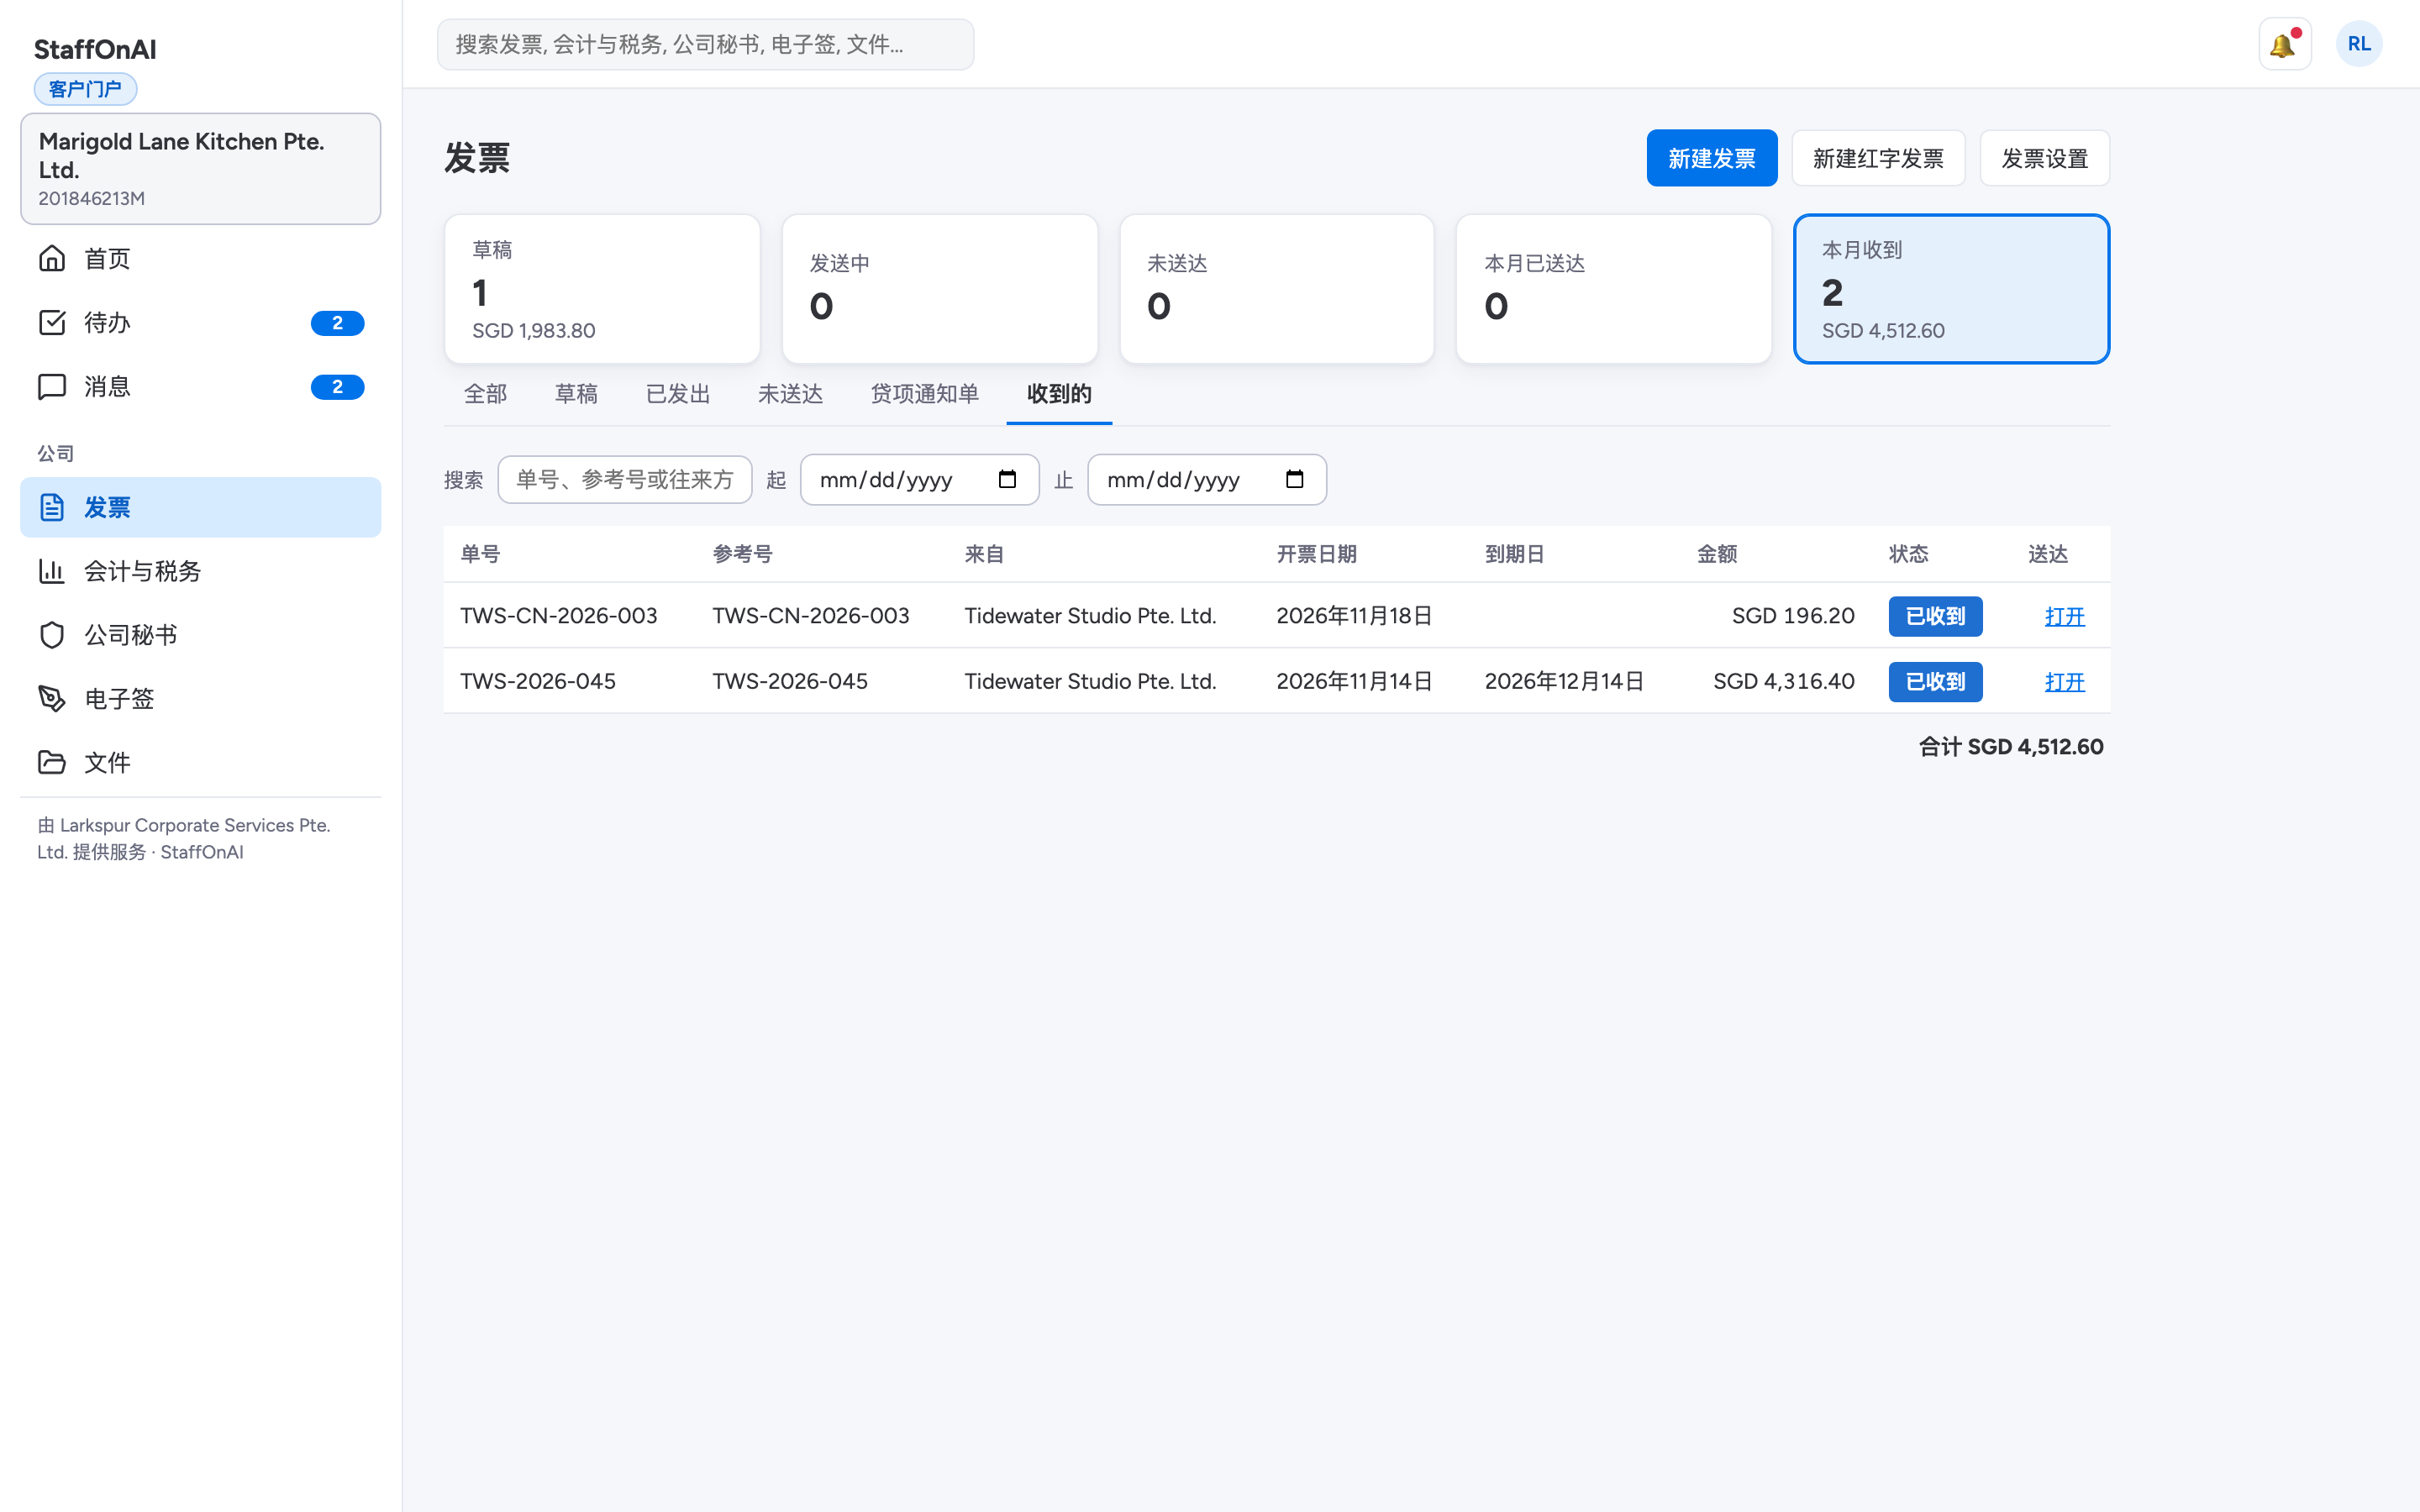 StaffOnAI
客户门户
Marigold Lane Kitchen Pte. Ltd.
201846213M
首页
待办 2
消息 2
公司
发票
会计与税务
公司秘书
电子签
文件
由 Larkspur Corporate Services Pte.
Ltd. 提供服务 · StaffOnAI
搜索发票, 会计与税务, 公司秘书, 电子签, 文件...
RL
发票
新建发票 新建红字发票 发票设置
草稿
1
SGD 1,983.80
发送中
0
未送达
0
本月已送达
0
本月收到
2
SGD 4,512.60
全部 草稿 已发出 未送达 贷项通知单 收到的
搜索 单号、参考号或往来方 起 mm/dd/yyyy 止 mm/dd/yyyy
单号 参考号 来自 开票日期 到期日 金额 状态 送达
TWS-CN-2026-003 TWS-CN-2026-003 Tidewater Studio Pte. Ltd. 2026年11月18日 SGD 196.20 已收到 打开
TWS-2026-045 TWS-2026-045 Tidewater Studio Pte. Ltd. 2026年11月14日 2026年12月14日 SGD 4,316.40 已收到 打开
合计 SGD 4,512.60